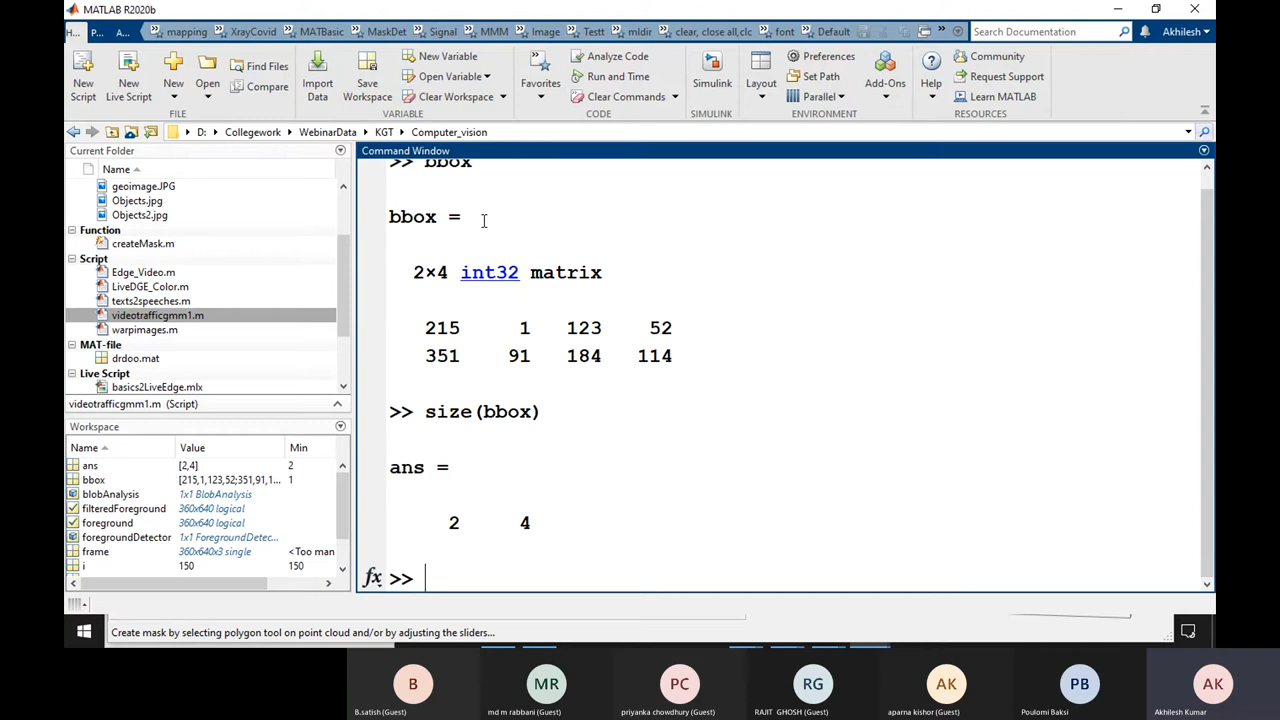 MATLAB R2020b
H... P... A... mapping XrayCovid MATBasic MaskDet Signal MMM Image Testt mldir clear, close all,clc font Default Search Documentation Akhilesh
New Script
New Live Script
New
Open
Find Files
Compare
FILE
Import Data
Save Workspace
New Variable
Open Variable
Clear Workspace
VARIABLE
Favorites
Analyze Code
Run and Time
Clear Commands
CODE
Simulink
SIMULINK
Layout
Preferences
Set Path
Parallel
ENVIRONMENT
Add-Ons
Help
Community
Request Support
Learn MATLAB
RESOURCES
D: Collegework WebinarData KGT Computer_vision
Current Folder
Name
geoimage.JPG
Objects.jpg
Objects2.jpg
Function
createMask.m
Script
Edge_Video.m
LiveDGE_Color.m
texts2speeches.m
videotrafficgmm1.m
warpimages.m
MAT-file
drdoo.mat
Live Script
basics2LiveEdge.mlx
videotrafficgmm1.m (Script)
Workspace
Name Value Min
ans [2,4] 2
bbox [215,1,123,52;351,91,1... 1
blobAnalysis 1x1 BlobAnalysis
filteredForeground 360x640 logical
foreground 360x640 logical
foregroundDetector 1x1 ForegroundDetec...
frame 360x640x3 single <Too man
i 150 150
Command Window
>> bbox
bbox =
2×4 int32 matrix
215 1 123 52
351 91 184 114
>> size(bbox)
ans =
2 4
fx >>
Create mask by selecting polygon tool on point cloud and/or by adjusting the sliders...
B MR PC RG AK PB AK
B.satish (Guest) md m rabbani (Guest) priyanka chowdhury (Guest) RAJIT GHOSH (Guest) aparna kishor (Guest) Poulomi Baksi Akhilesh Kumar